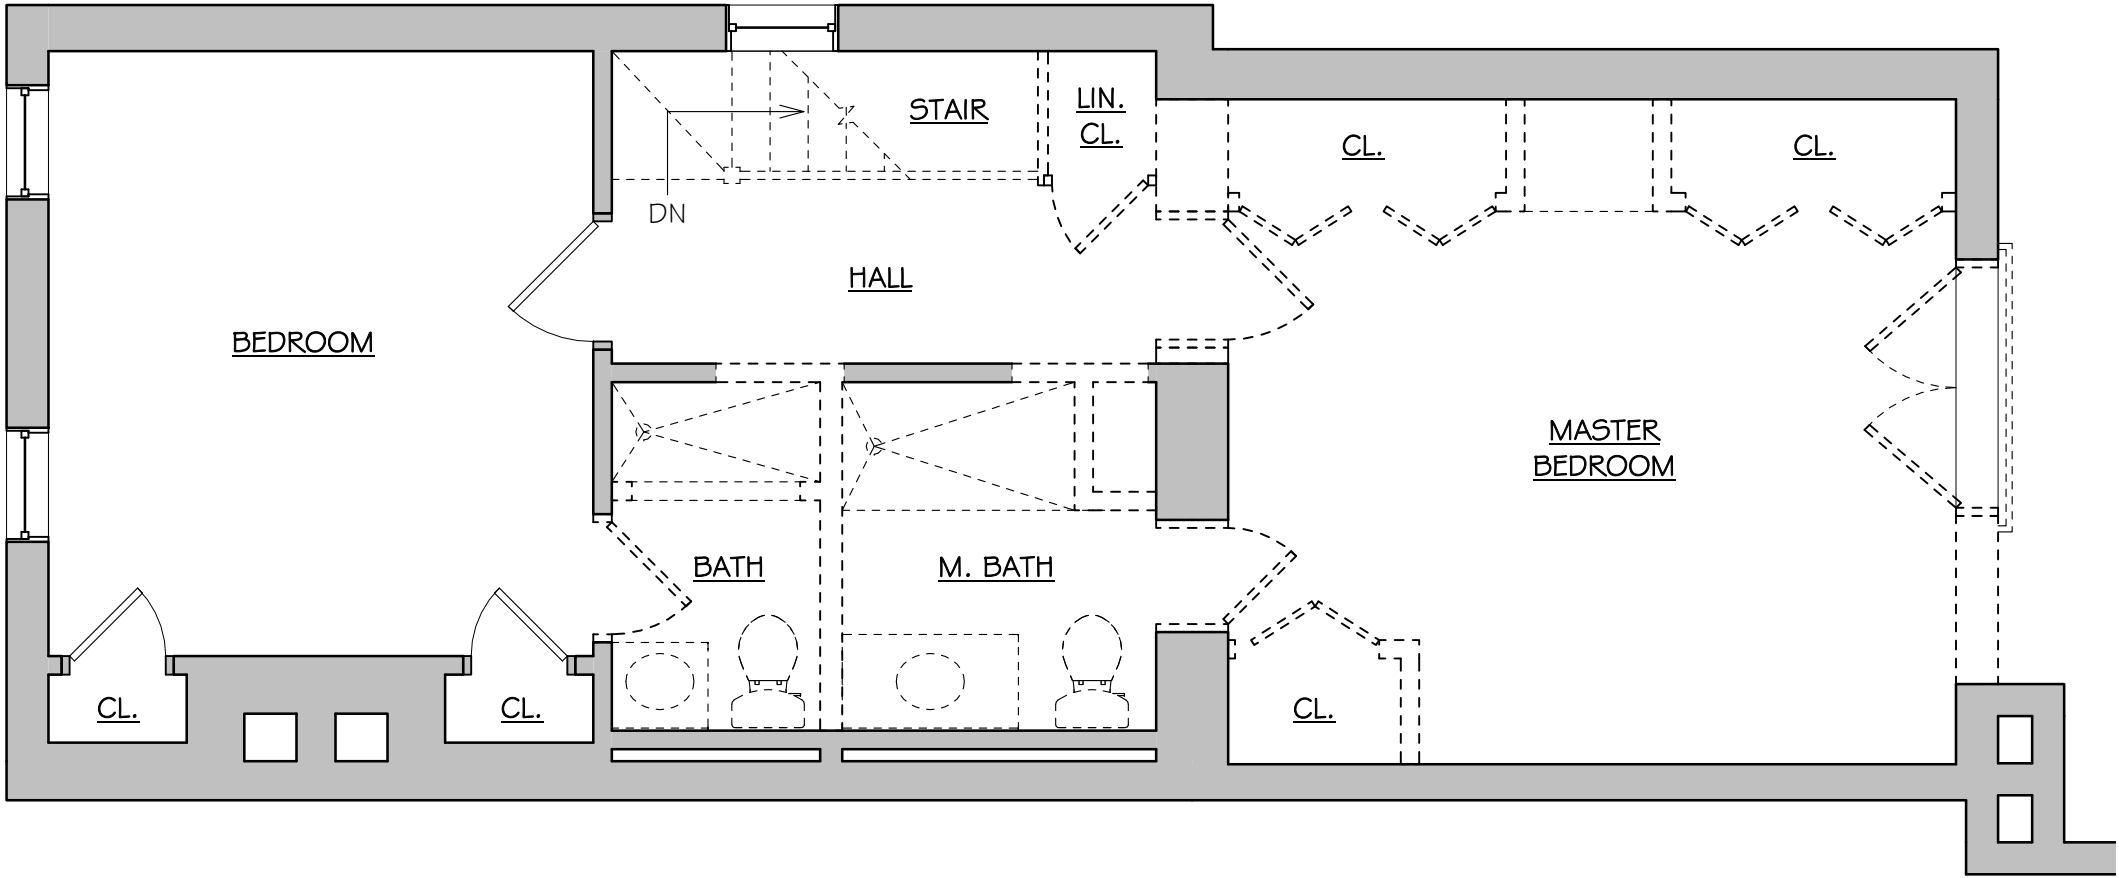 STAIR
LIN.
CL.
CL.
CL.
DN
HALL
BEDROOM
MASTER
BEDROOM
BATH
M. BATH
CL.
CL.
CL.